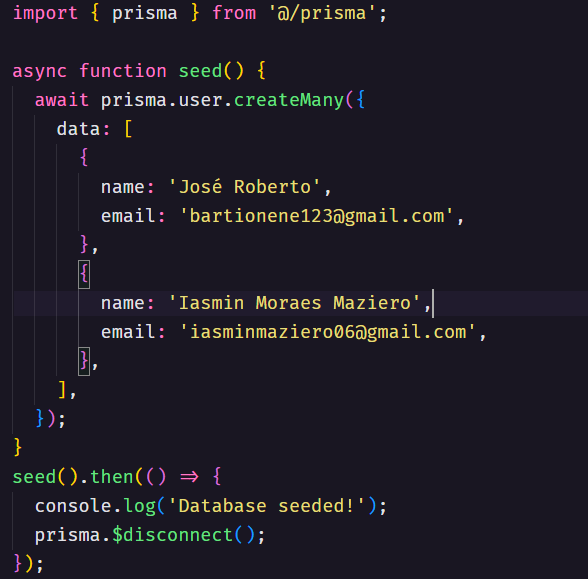 import { prisma } from '@/prisma';
async function seed() {
await prisma.user.createMany({
data: [
{
name: 'José Roberto',
email: 'bartionene123@gmail.com',
},
{
name: 'Iasmin Moraes Maziero',
email: 'iasminmaziero06@gmail.com',
},
],
});
}
seed().then(() => {
console.log('Database seeded!');
prisma.$disconnect();
});